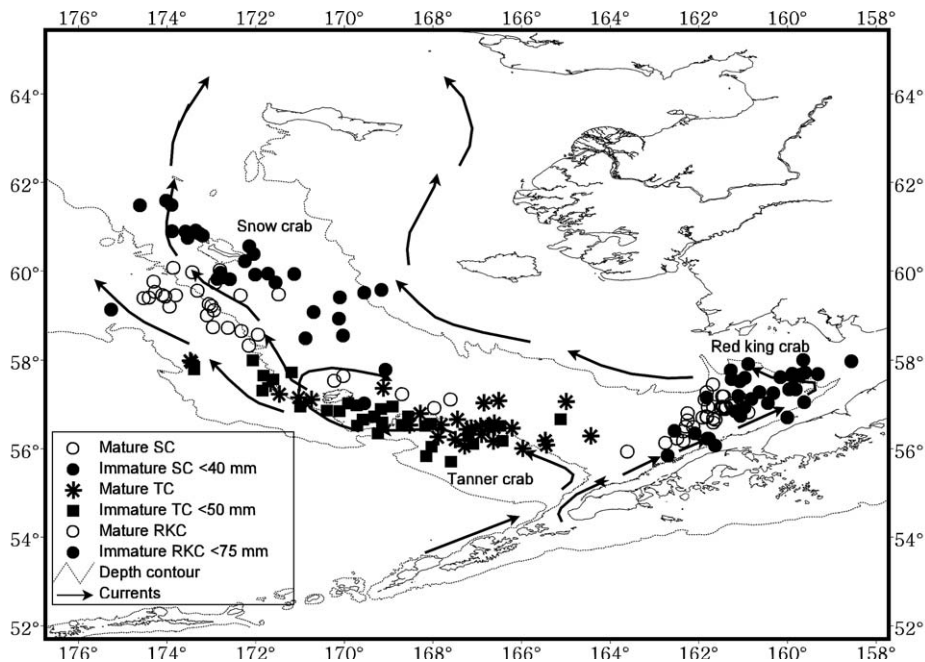 176° 174° 172° 170° 168° 166° 164° 162° 160° 158°
64°
62°
60°
58°
56°
54°
52°
64°
62°
60°
58°
56°
54°
52°
Snow crab
Red king crab
Tanner crab
Mature SC
Immature SC <40 mm
Mature TC
Immature TC <50 mm
Mature RKC
Immature RKC <75 mm
Depth contour
Currents
176° 174° 172° 170° 168° 166° 164° 162° 160° 158°